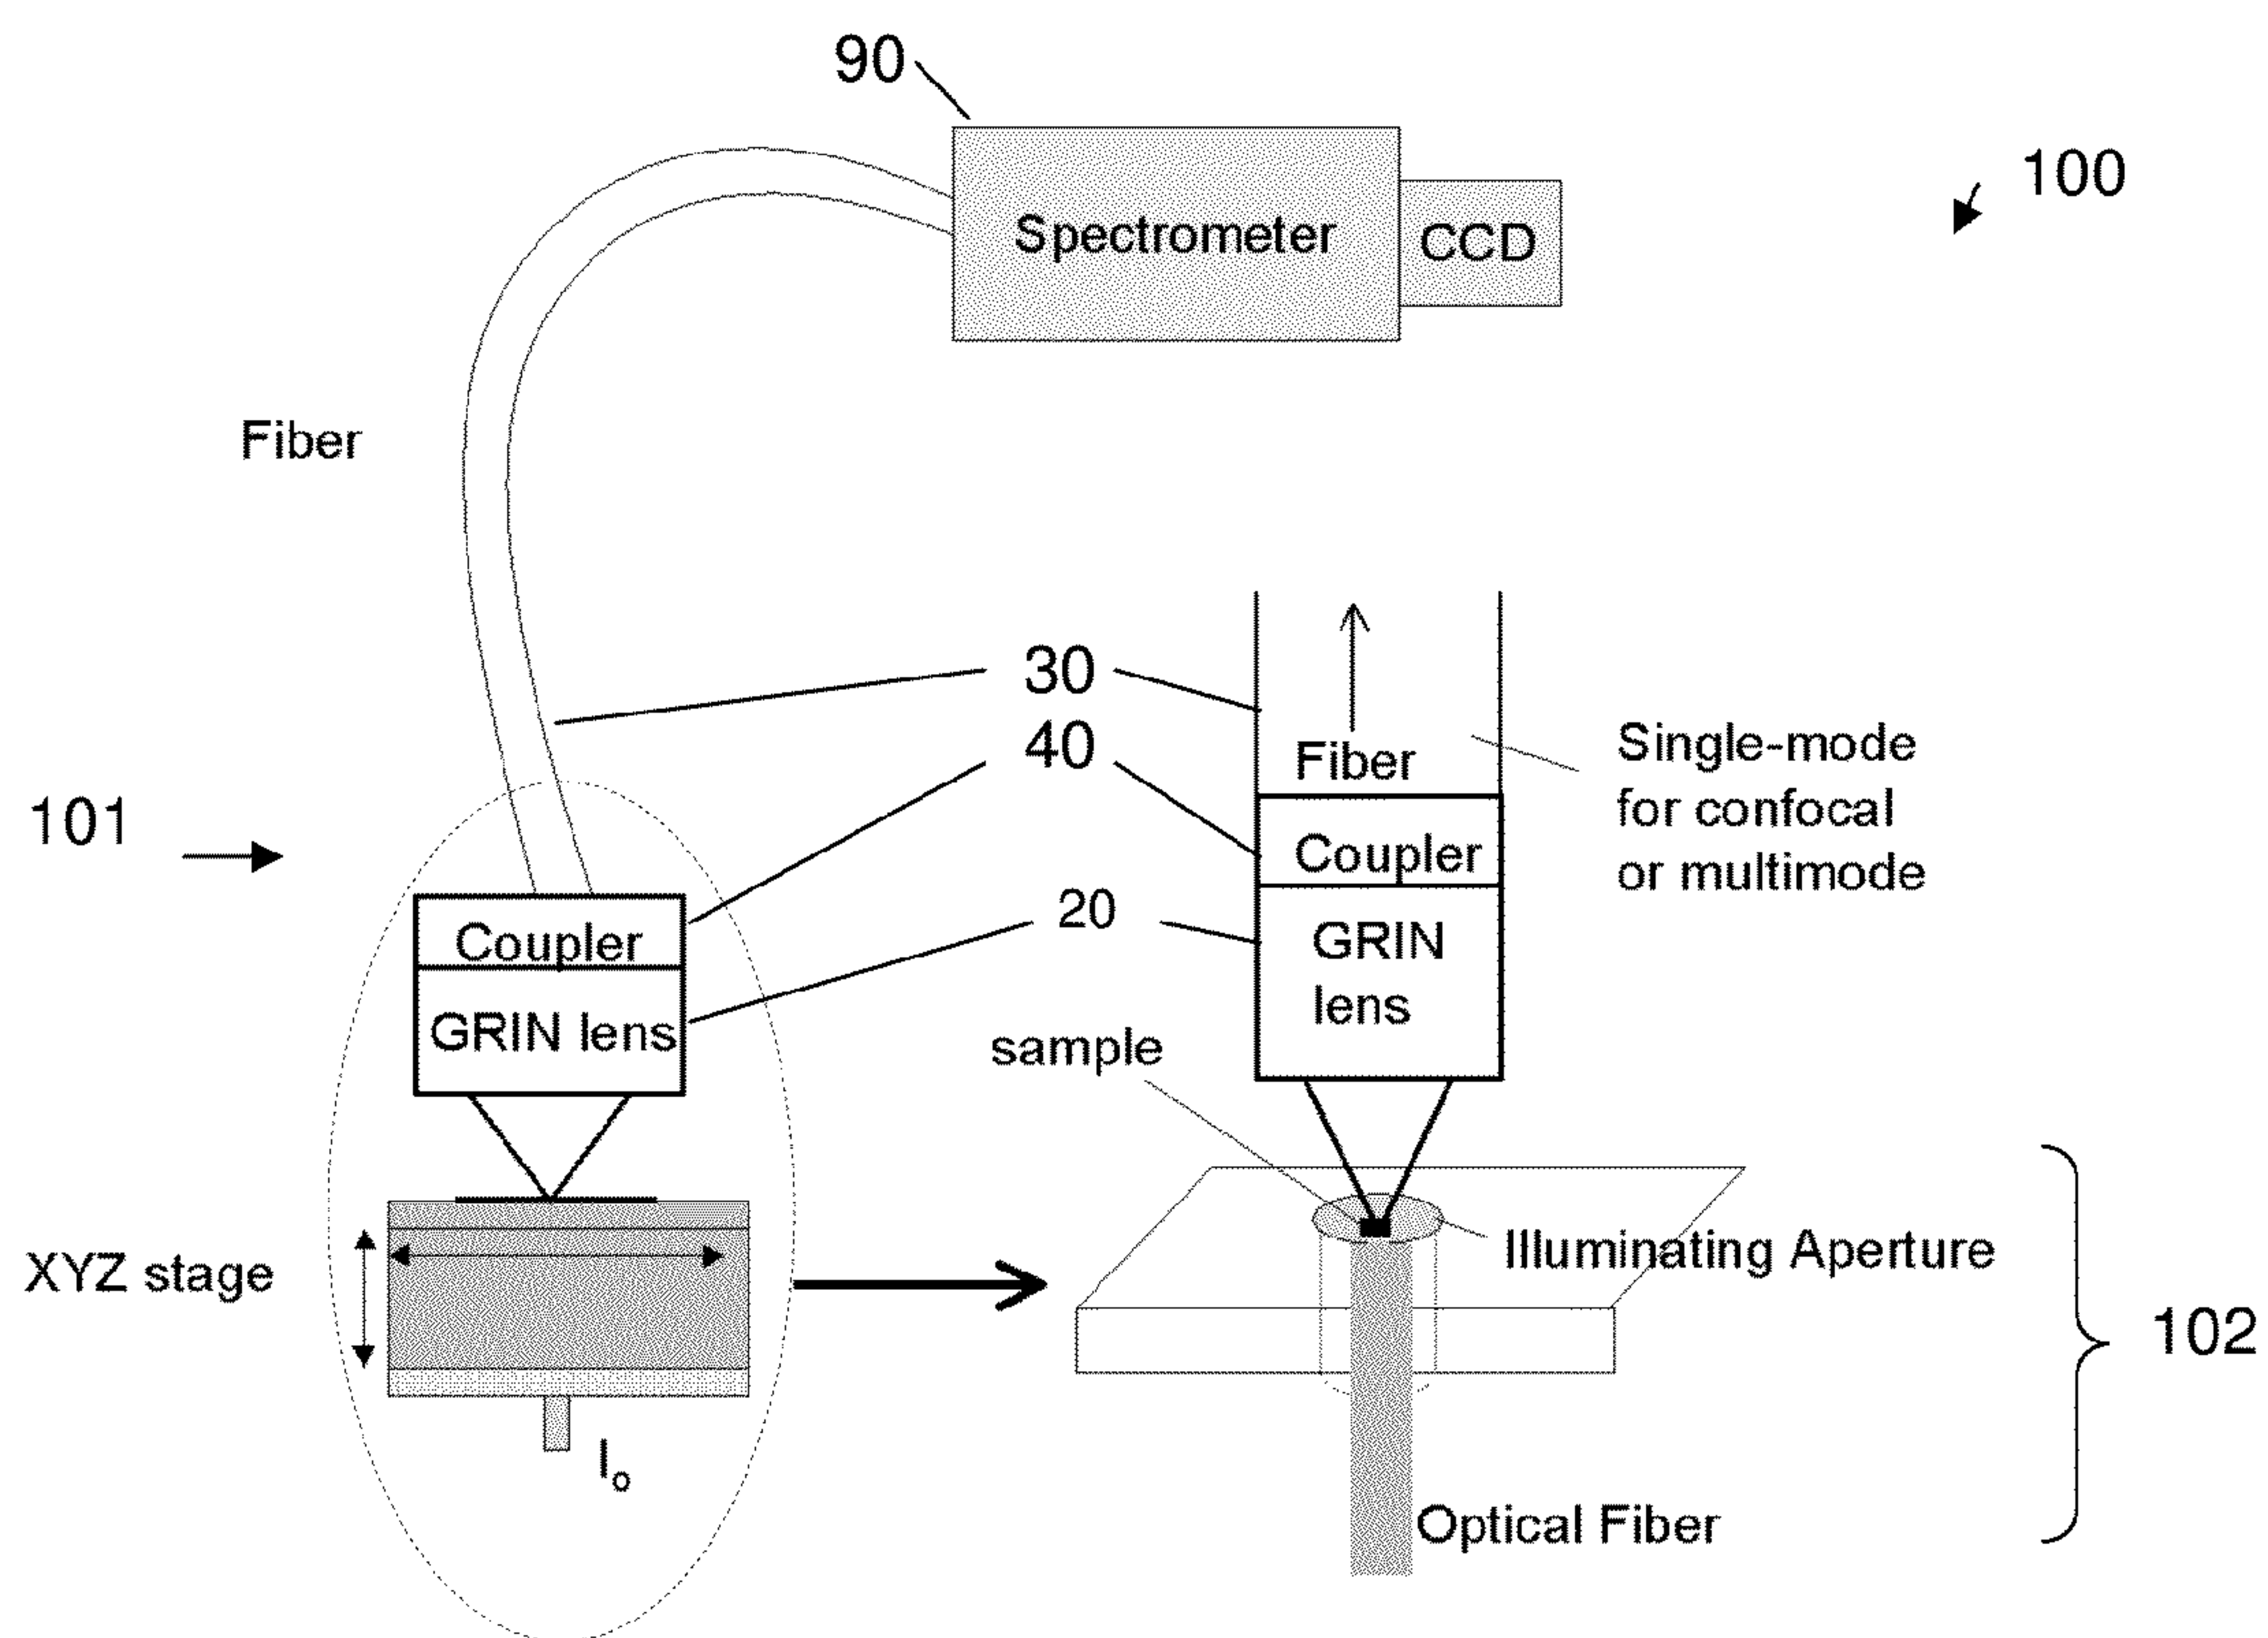 90
100
Spectrometer
CCD
Fiber
30
40
Fiber
Single-mode
for confocal
or multimode
101
Coupler
Coupler
20
GRIN
lens
GRIN lens
sample
XYZ stage
Illuminating Aperture
102
Io
Optical Fiber